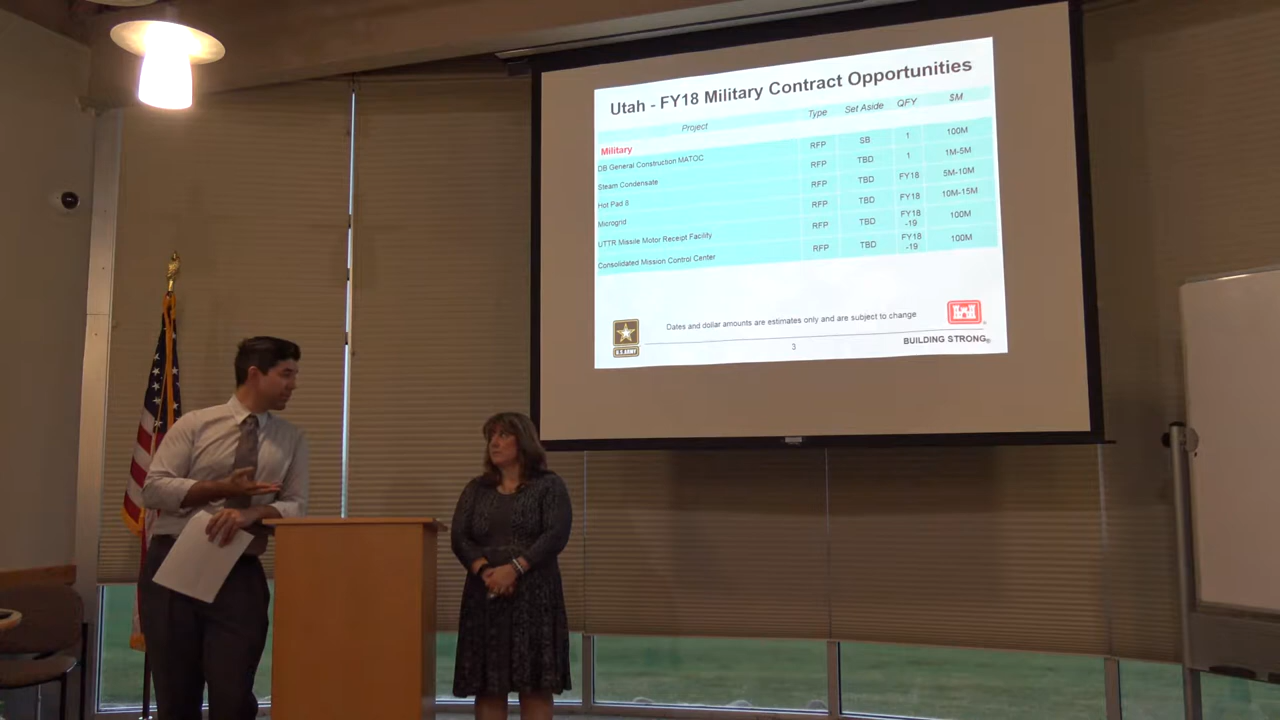 Utah - FY18 Military Contract Opportunities
Project Type Set Aside QFY $M
Military
DB General Construction MATOC RFP SB 1 100M
Steam Condensate RFP TBD 1 1M-5M
Hot Pad 8 RFP TBD FY18 5M-10M
Microgrid RFP TBD FY18 10M-15M
UTTR Missile Motor Receipt Facility RFP TBD FY18 -19 100M
Consolidated Mission Control Center RFP TBD FY18 -19 100M
Dates and dollar amounts are estimates only and are subject to change
U.S.ARMY
3
BUILDING STRONG®